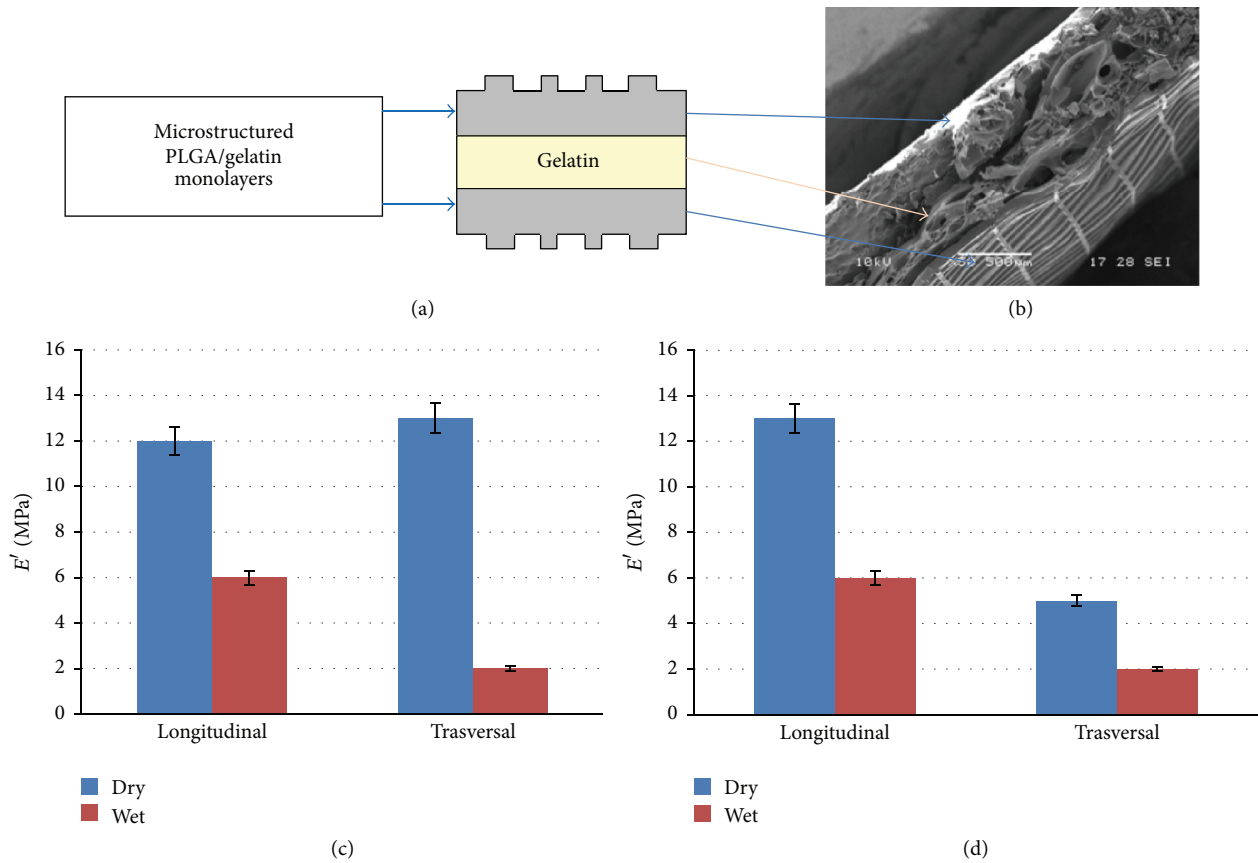 Microstructured
PLGA/gelatin
monolayers
Gelatin
10kV
500μm
17 28 SEI
(a)
(b)
16
14
12
10
8
6
4
2
0
E′ (MPa)
Longitudinal
Trasversal
Dry
Wet
(c)
16
14
12
10
8
6
4
2
0
E′ (MPa)
Longitudinal
Trasversal
Dry
Wet
(d)